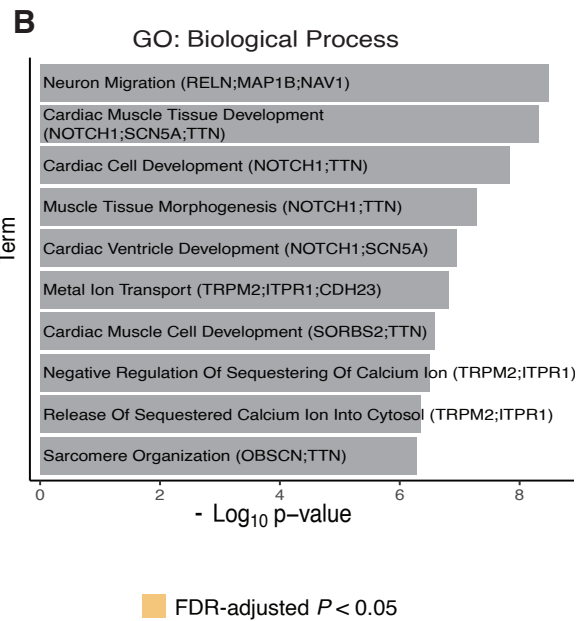 B
GO: Biological Process
Neuron Migration (RELN;MAP1B;NAV1)
Cardiac Muscle Tissue Development
(NOTCH1;SCN5A;TTN)
Cardiac Cell Development (NOTCH1;TTN)
Muscle Tissue Morphogenesis (NOTCH1;TTN)
Cardiac Ventricle Development (NOTCH1;SCN5A)
Metal Ion Transport (TRPM2;ITPR1;CDH23)
Cardiac Muscle Cell Development (SORBS2;TTN)
Negative Regulation Of Sequestering Of Calcium Ion (TRPM2;ITPR1)
Release Of Sequestered Calcium Ion Into Cytosol (TRPM2;ITPR1)
Sarcomere Organization (OBSCN;TTN)
Term
0 2 4 6 8
- Log10 p-value
FDR-adjusted P < 0.05